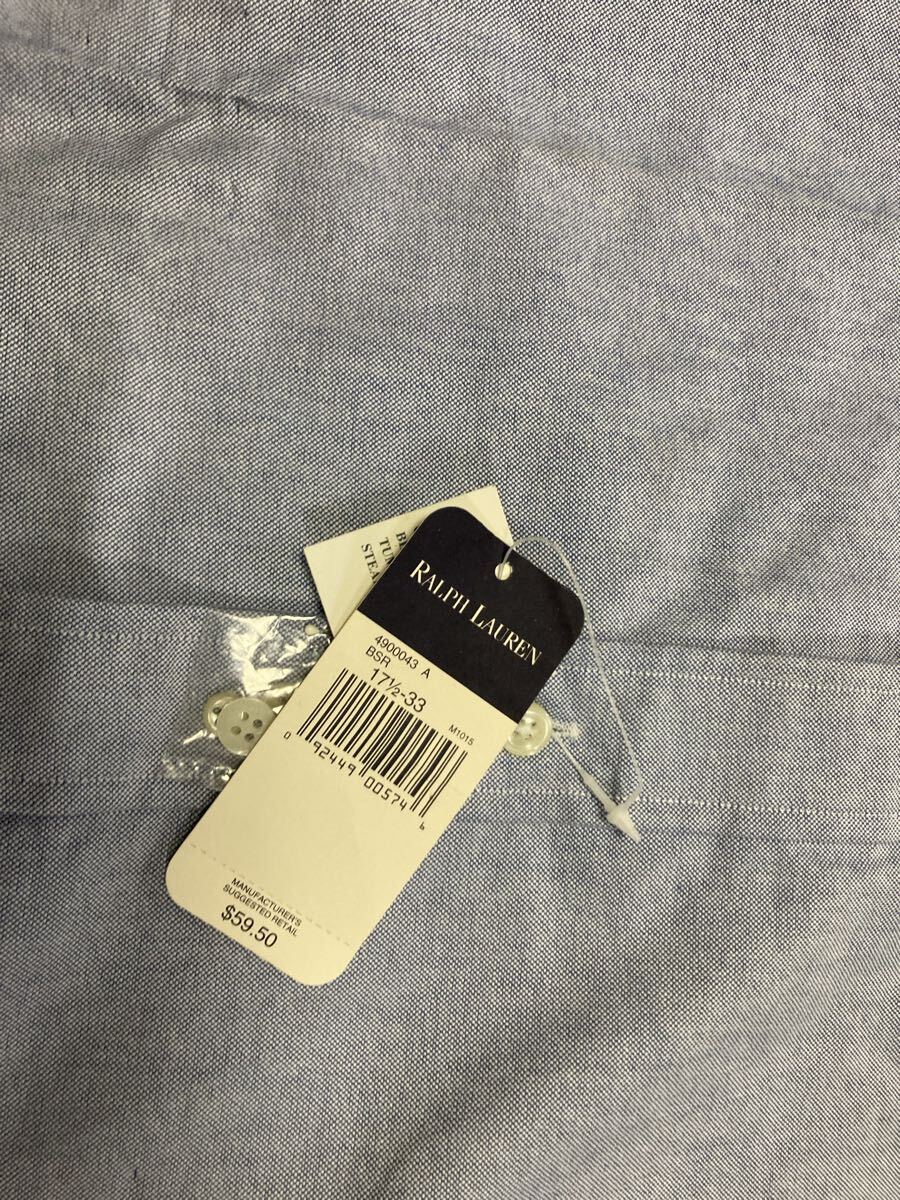 RALPH LAUREN
4900043 A
BSR
17½-33
M1015
0 92449 00574 6
MANUFACTURER'S
SUGGESTED RETAIL
$59.50